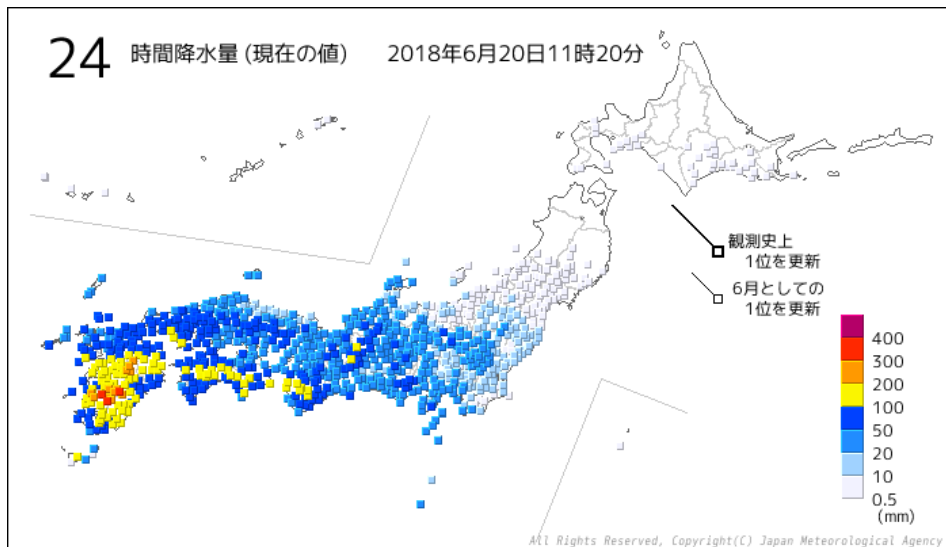 24 時間降水量 (現在の値) 2018年6月20日11時20分
観測史上
1位を更新
6月としての
1位を更新
400
300
200
100
50
20
10
0.5
(mm)
All Rights Reserved, Copyright(C) Japan Meteorological Agency